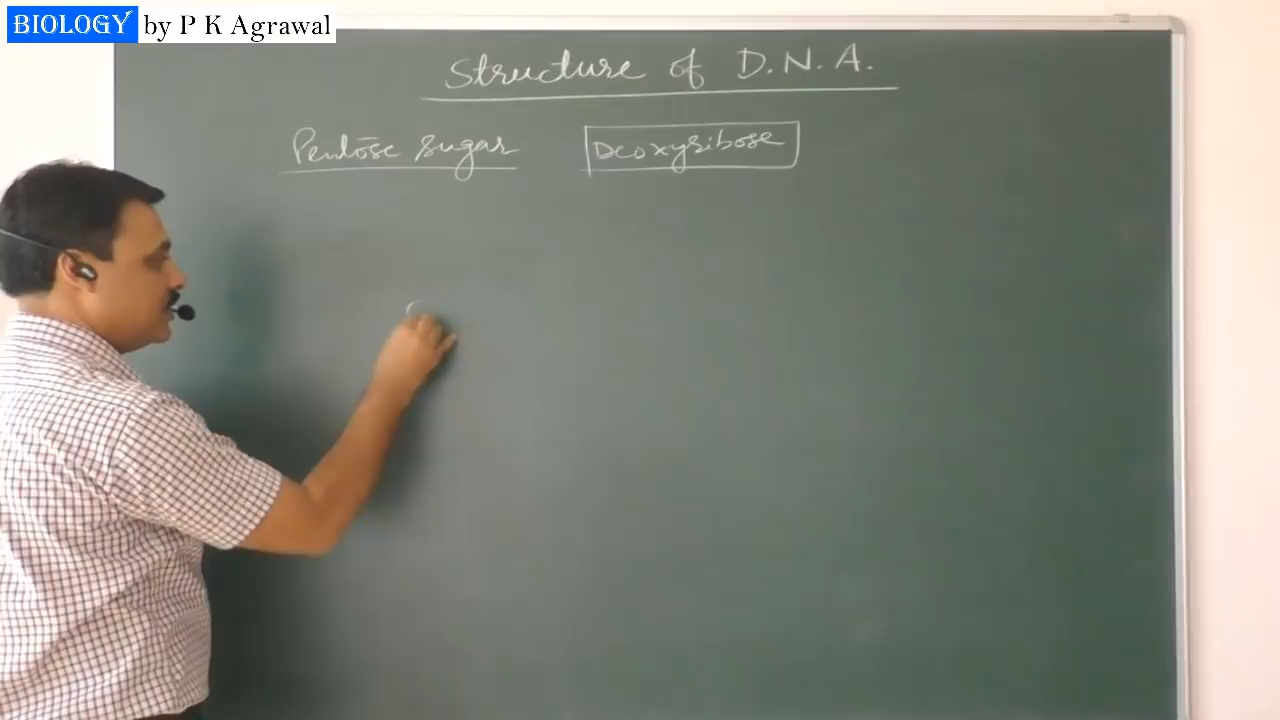 BIOLOGY by P K Agrawal
Structure of D.N.A.
Pentose sugar Deoxyribose